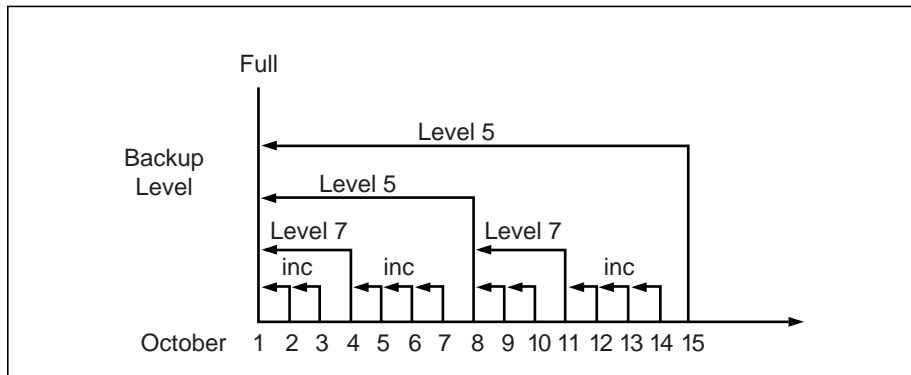 Full
Level 5
Backup
Level
Level 5
Level 7
Level 7
inc
inc
inc
October 1 2 3 4 5 6 7 8 9 10 11 12 13 14 15